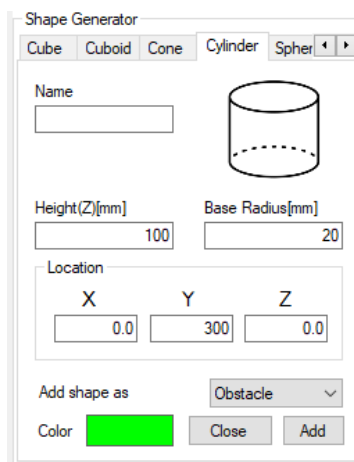 Shape Generator
Cube Cuboid Cone Cylinder Spher
Name
Height(Z)[mm] Base Radius[mm]
100 20
Location
X Y Z
0.0 300 0.0
Add shape as Obstacle
Color Close Add